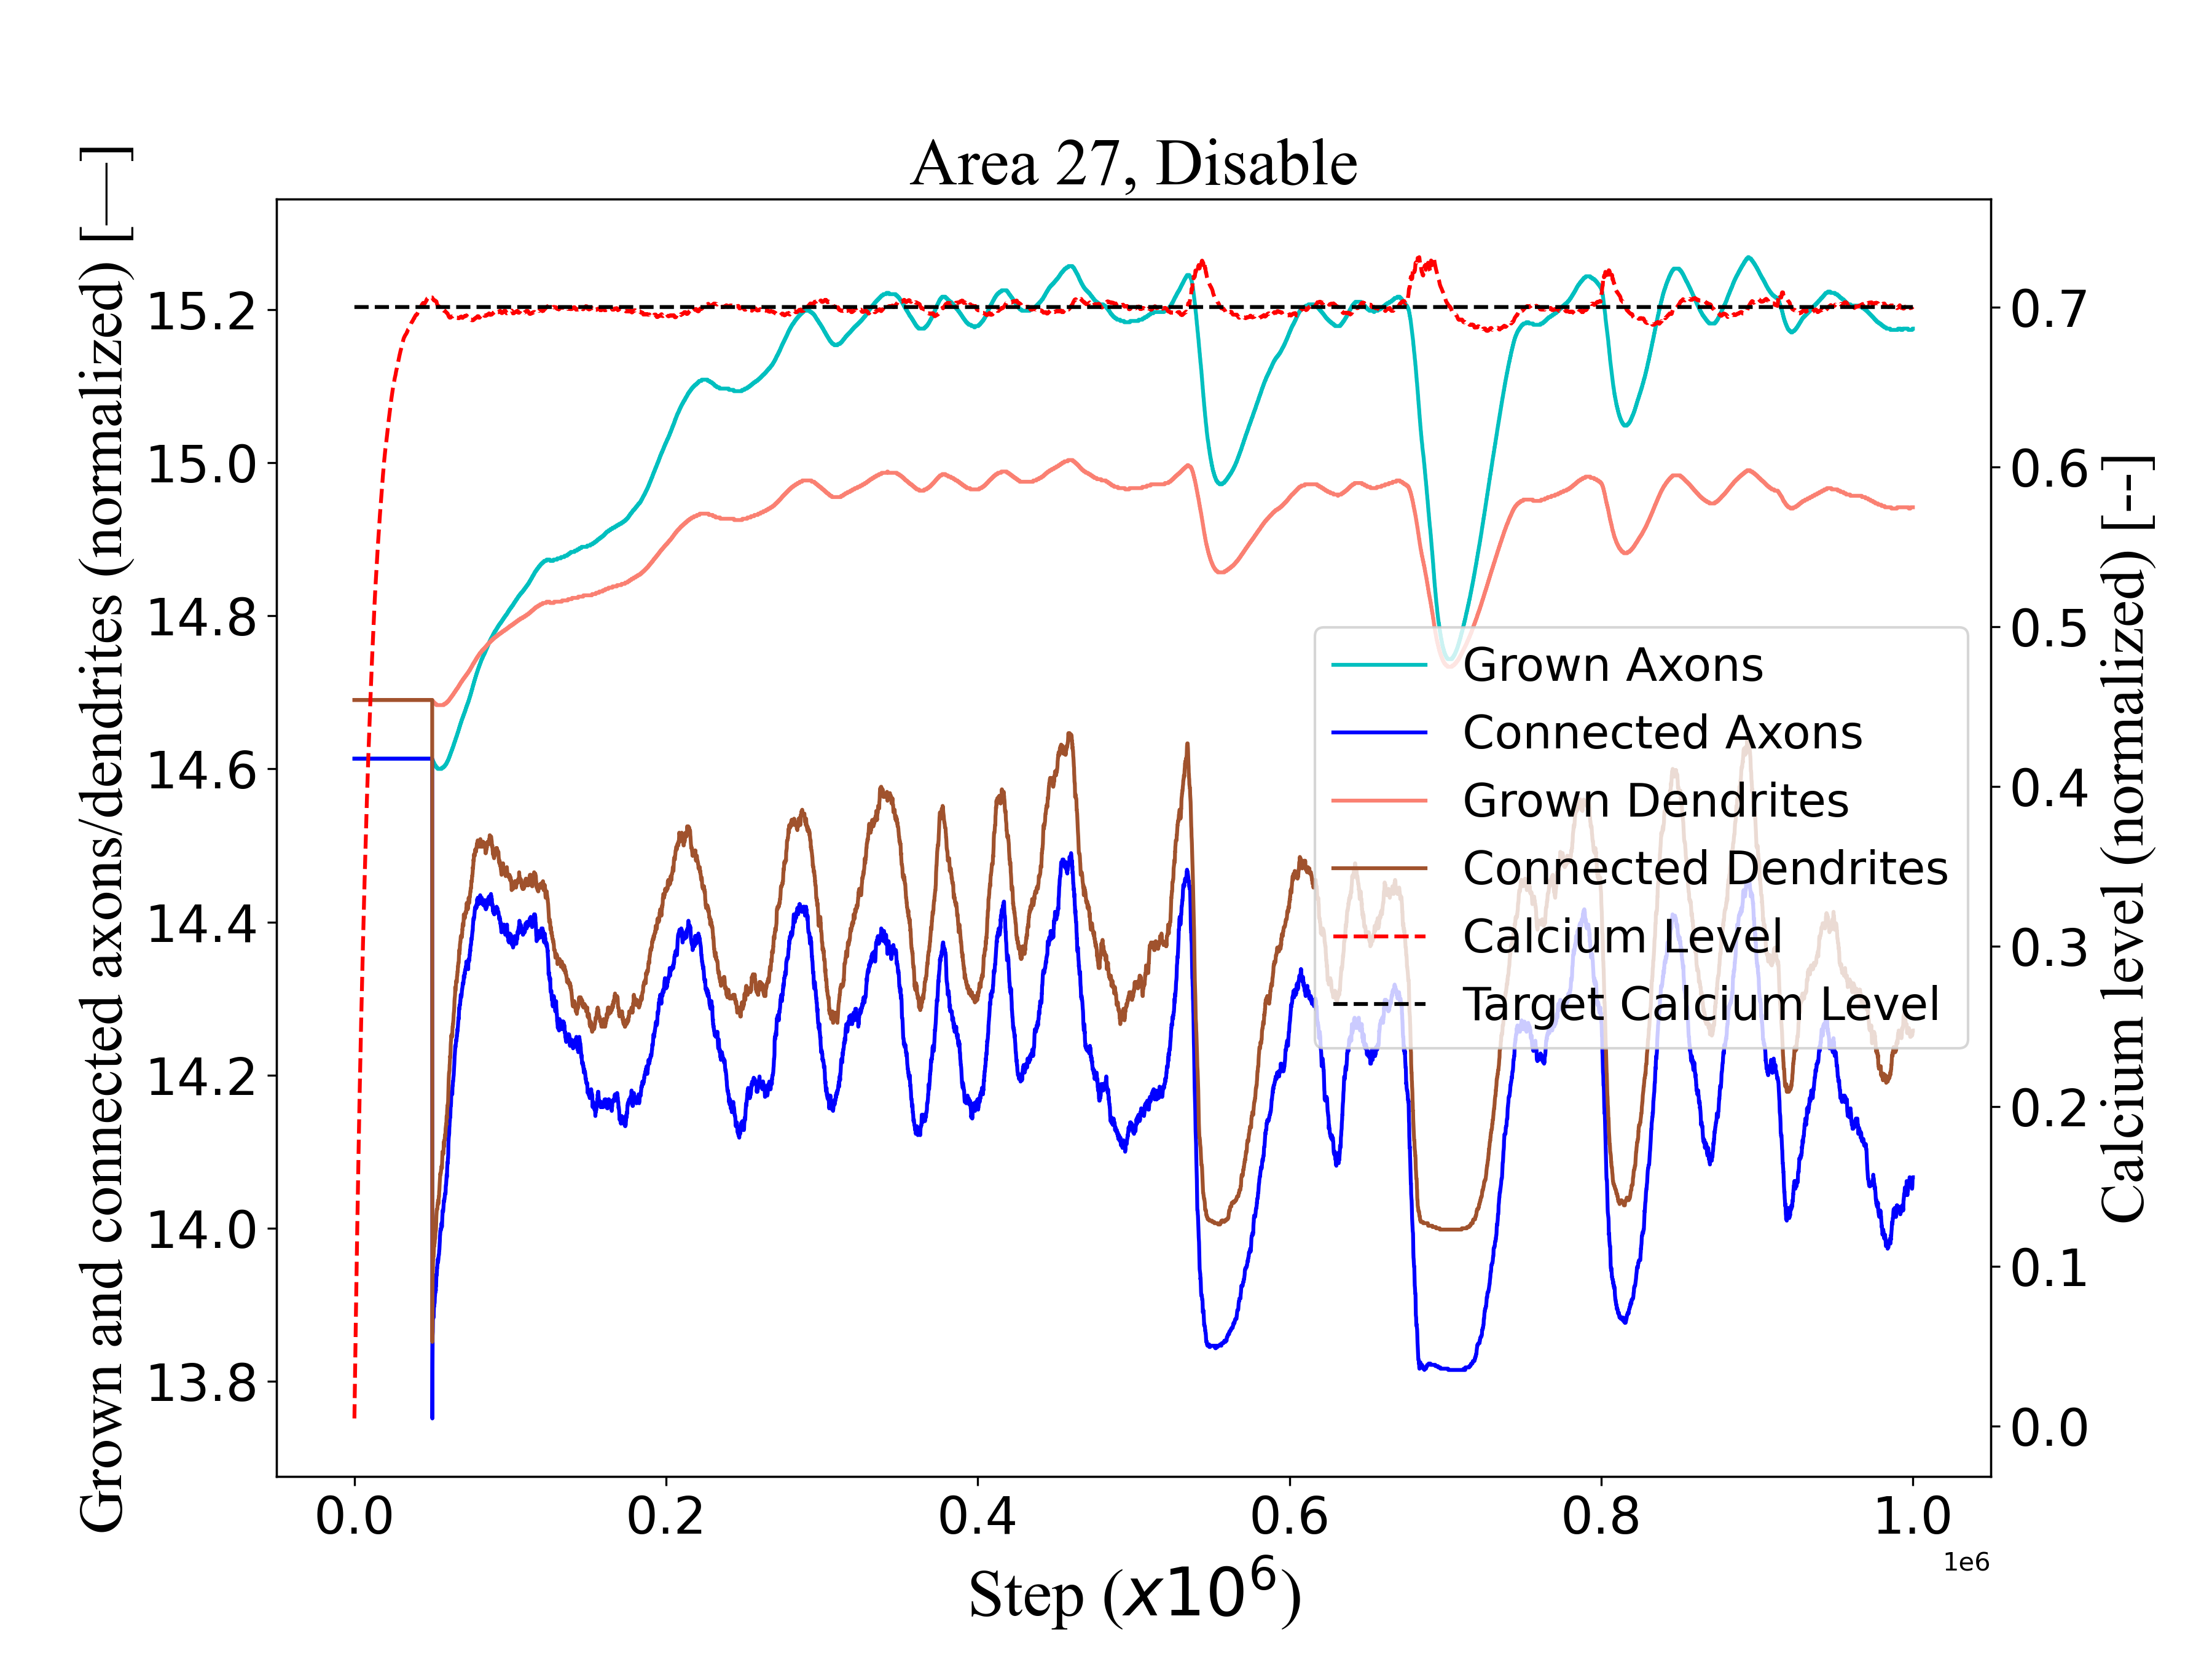 Area 27, Disable
Grown and connected axons/dendrites (normalized) [—]
15.2
15.0
14.8
14.6
14.4
14.2
14.0
13.8
Grown Axons
Connected Axons
Grown Dendrites
Connected Dendrites
Calcium Level
Target Calcium Level
0.7
0.6
0.5
0.4
0.3
0.2
0.1
0.0
Calcium level (normalized) [--]
0.0 0.2 0.4 0.6 0.8 1.0
1e6
Step (x10⁶)